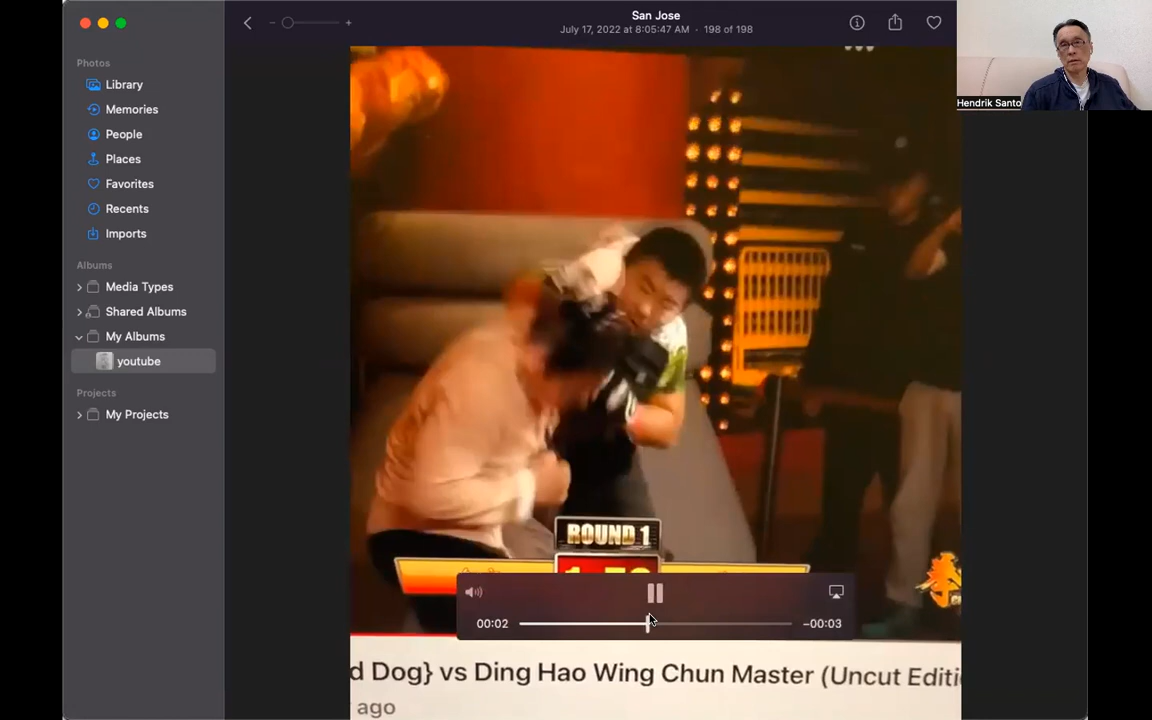 San Jose
July 17, 2022 at 8:05:47 AM · 198 of 198
Hendrik Santo
Photos
Library
Memories
People
Places
Favorites
Recents
Imports
Albums
Media Types
Shared Albums
My Albums
youtube
Projects
My Projects
ROUND 1
00:02
-00:03
d Dog} vs Ding Hao Wing Chun Master (Uncut Editi
ago